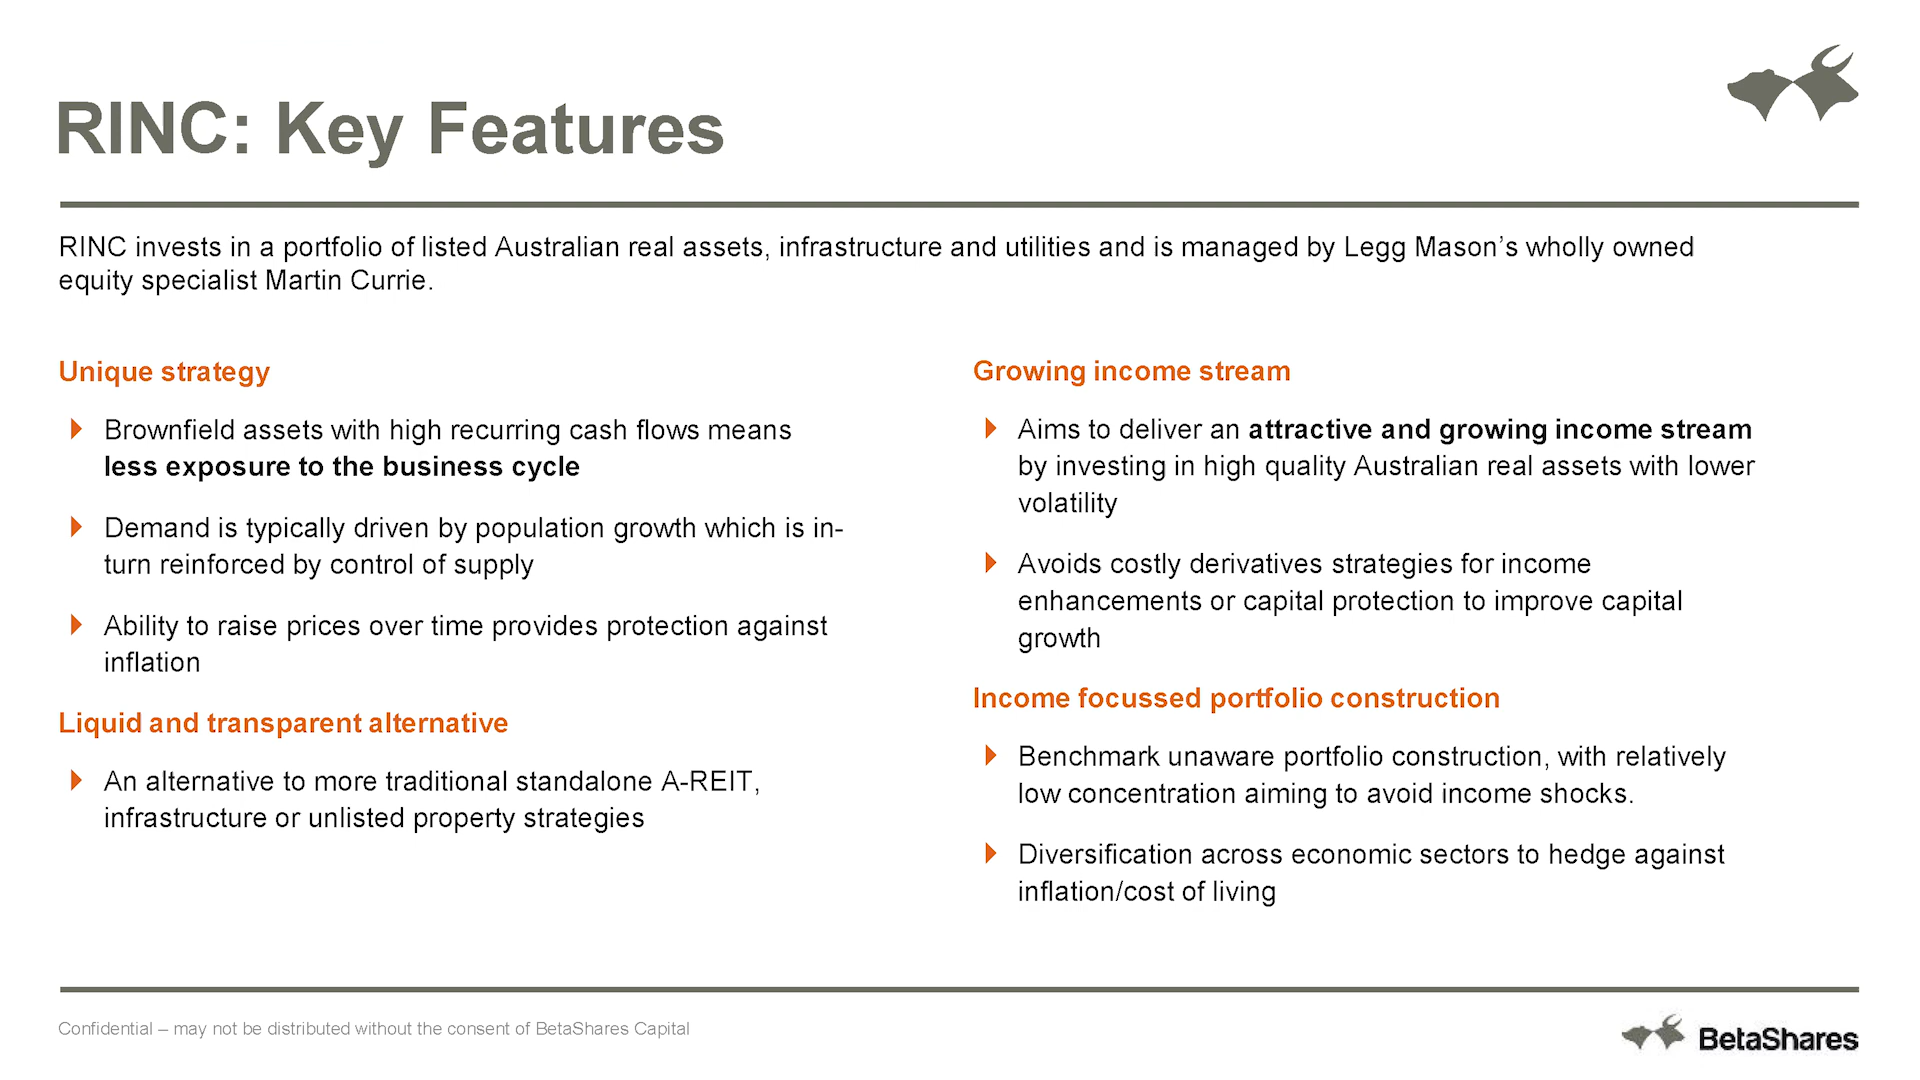 RINC: Key Features
RINC invests in a portfolio of listed Australian real assets, infrastructure and utilities and is managed by Legg Mason’s wholly owned
equity specialist Martin Currie.
Unique strategy
Brownfield assets with high recurring cash flows means
less exposure to the business cycle
Demand is typically driven by population growth which is in-
turn reinforced by control of supply
Ability to raise prices over time provides protection against
inflation
Liquid and transparent alternative
An alternative to more traditional standalone A-REIT,
infrastructure or unlisted property strategies
Growing income stream
Aims to deliver an attractive and growing income stream
by investing in high quality Australian real assets with lower
volatility
Avoids costly derivatives strategies for income
enhancements or capital protection to improve capital
growth
Income focussed portfolio construction
Benchmark unaware portfolio construction, with relatively
low concentration aiming to avoid income shocks.
Diversification across economic sectors to hedge against
inflation/cost of living
Confidential – may not be distributed without the consent of BetaShares Capital
BetaShares